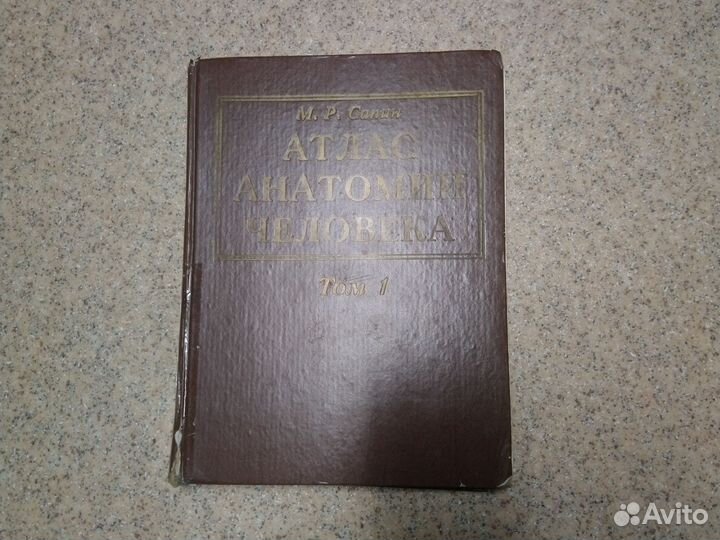 М. Р. Сапин
АТЛАС
АНАТОМИИ
ЧЕЛОВЕКА
Том 1
Avito